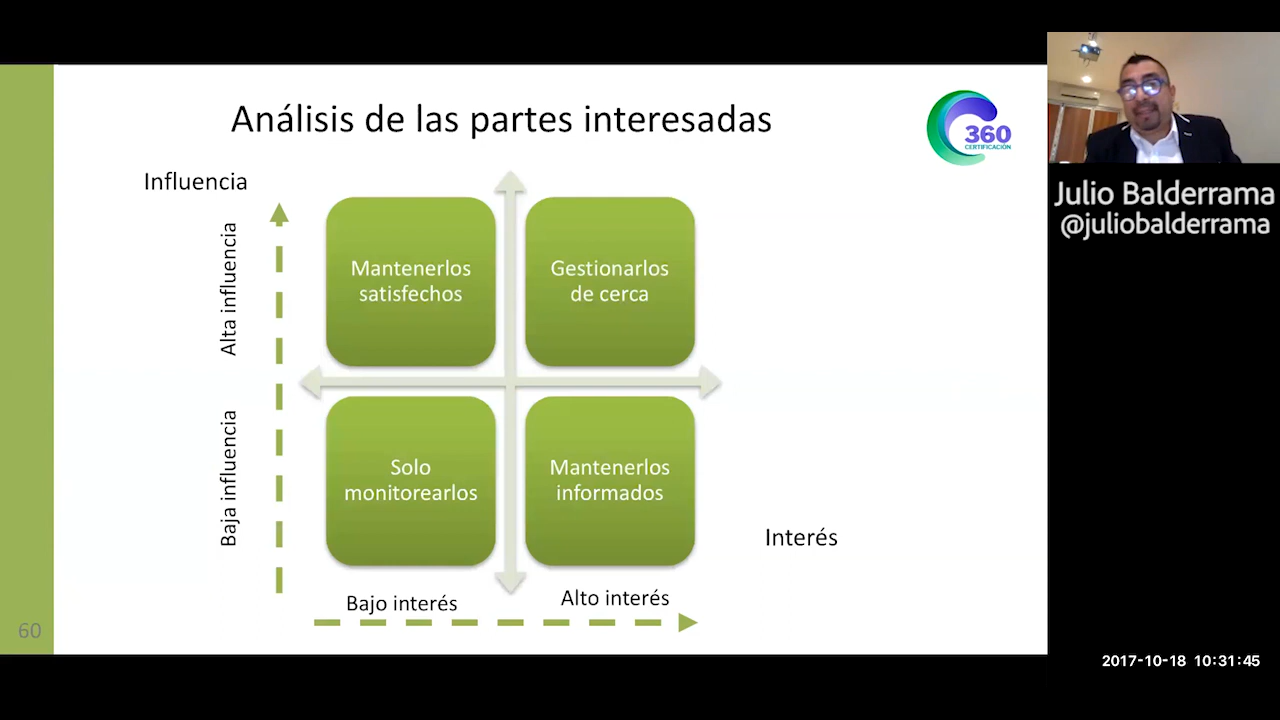 Análisis de las partes interesadas
360
CERTIFICACIÓN
Julio Balderrama
@juliobalderrama
Influencia
Alta influencia
Mantenerlos
satisfechos
Gestionarlos
de cerca
Baja influencia
Solo
monitorearlos
Mantenerlos
informados
Interés
Bajo interés
Alto interés
60
2017-10-18 10:31:45